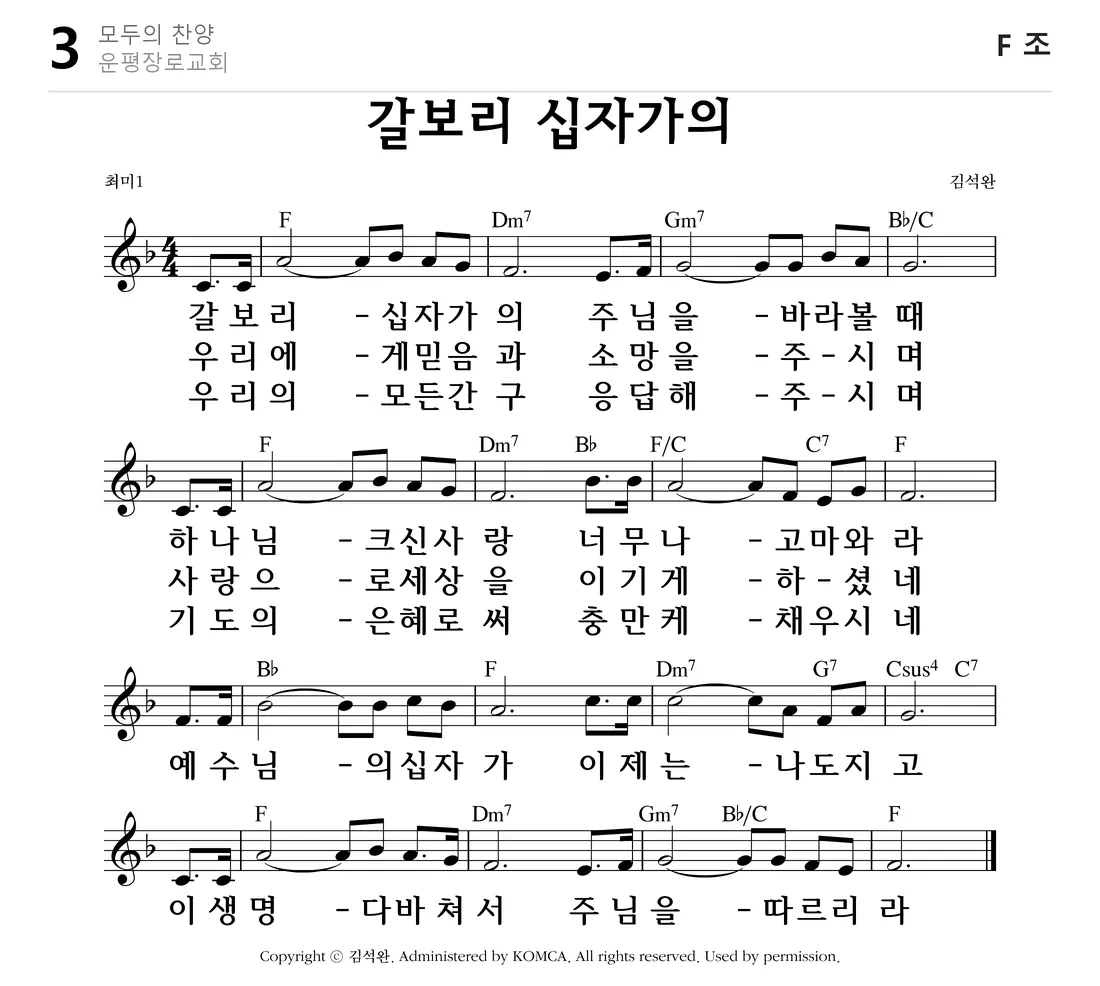 3 모두의 찬양
운평장로교회
F 조
갈보리 십자가의
최미1 김석완
F Dm7 Gm7 B♭/C
4/4
갈 보 리 - 십자가 의 주 님 을 - 바라볼 때
우 리 에 - 게믿음 과 소 망 을 - 주 - 시 며
우 리 의 - 모든간 구 응 답 해 - 주 - 시 며
F Dm7 B♭ F/C C7 F
하 나 님 - 크신사 랑 너 무 나 - 고마와 라
사 랑 으 - 로세상 을 이 기 게 - 하 - 셨 네
기 도 의 - 은혜로 써 충 만 케 - 채우시 네
B♭ F Dm7 G7 Csus4 C7
예 수 님 - 의십자 가 이 제 는 - 나도지 고
F Dm7 Gm7 B♭/C F
이 생 명 - 다바 쳐 서 주 님 을 - 따르리 라
Copyright ⓒ 김석완. Administered by KOMCA. All rights reserved. Used by permission.